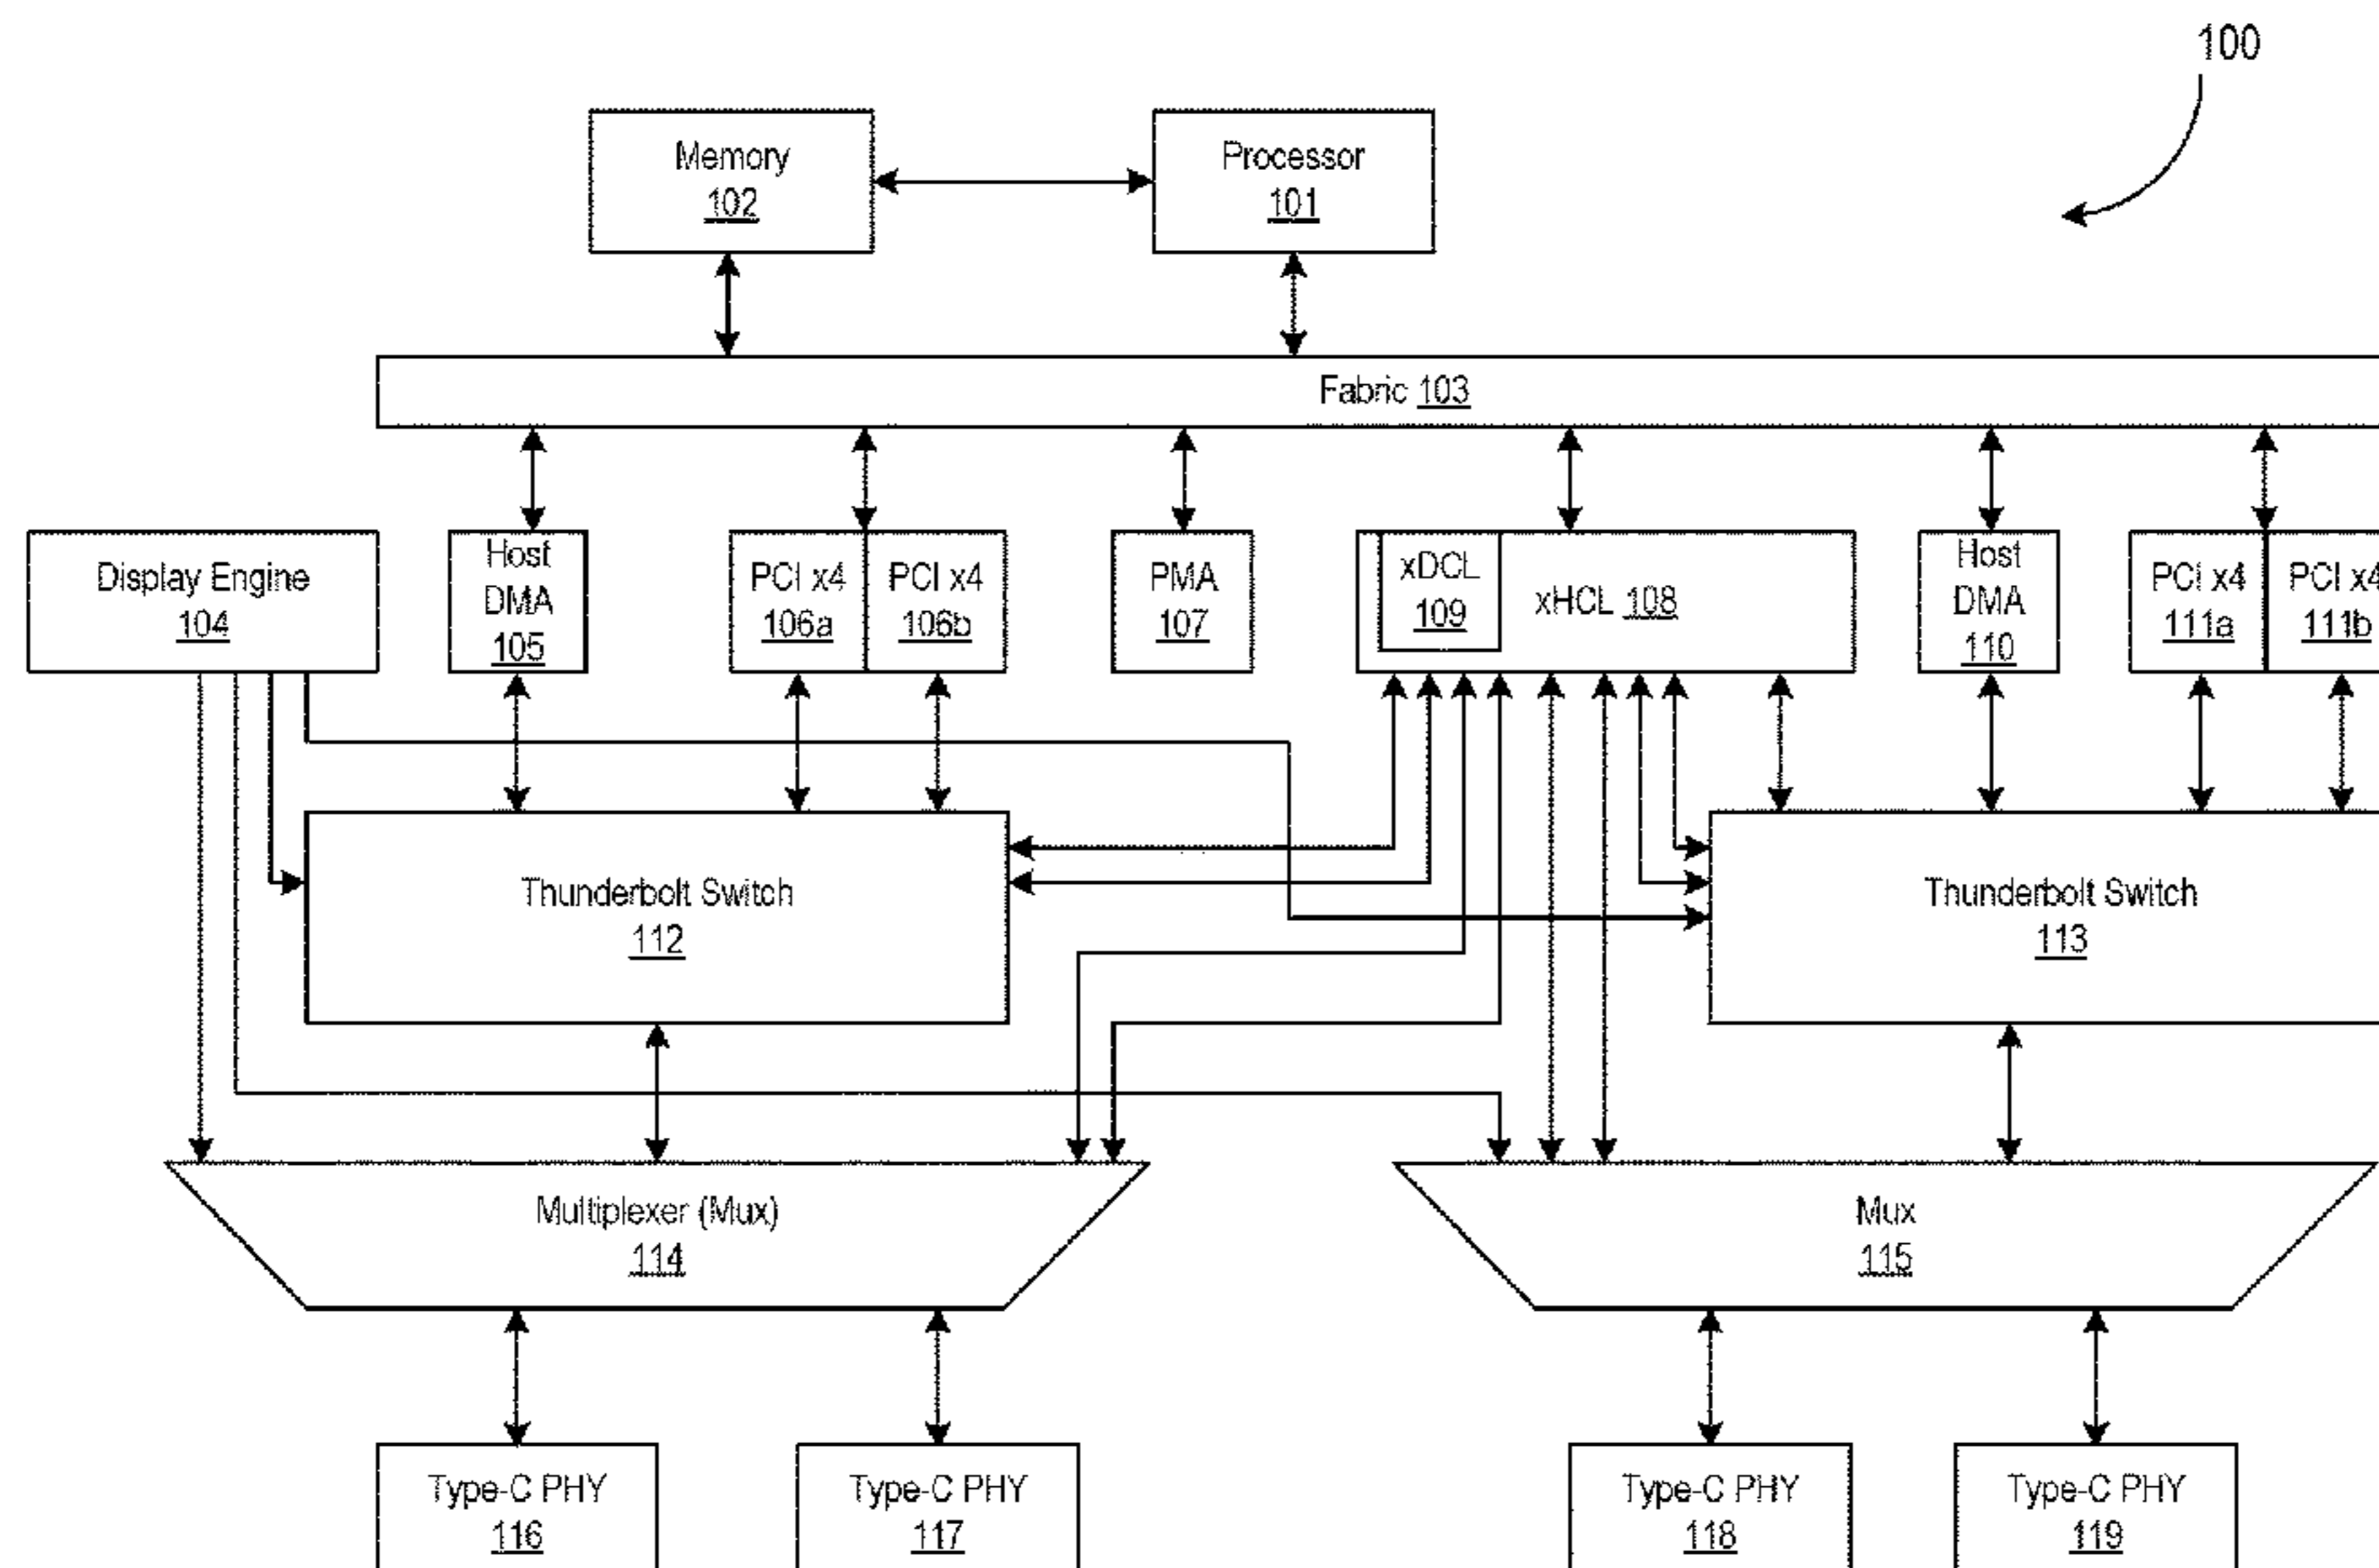 100
Memory
102
Processor
101
Fabric 103
Display Engine
104
Host
DMA
105
PCI x4
106a
PCI x4
106b
PMA
107
xDCL
109
xHCL 108
Host
DMA
110
PCI x4
111a
PCI x4
111b
Thunderbolt Switch
112
Thunderbolt Switch
113
Multiplexer (Mux)
114
Mux
115
Type-C PHY
116
Type-C PHY
117
Type-C PHY
118
Type-C PHY
119